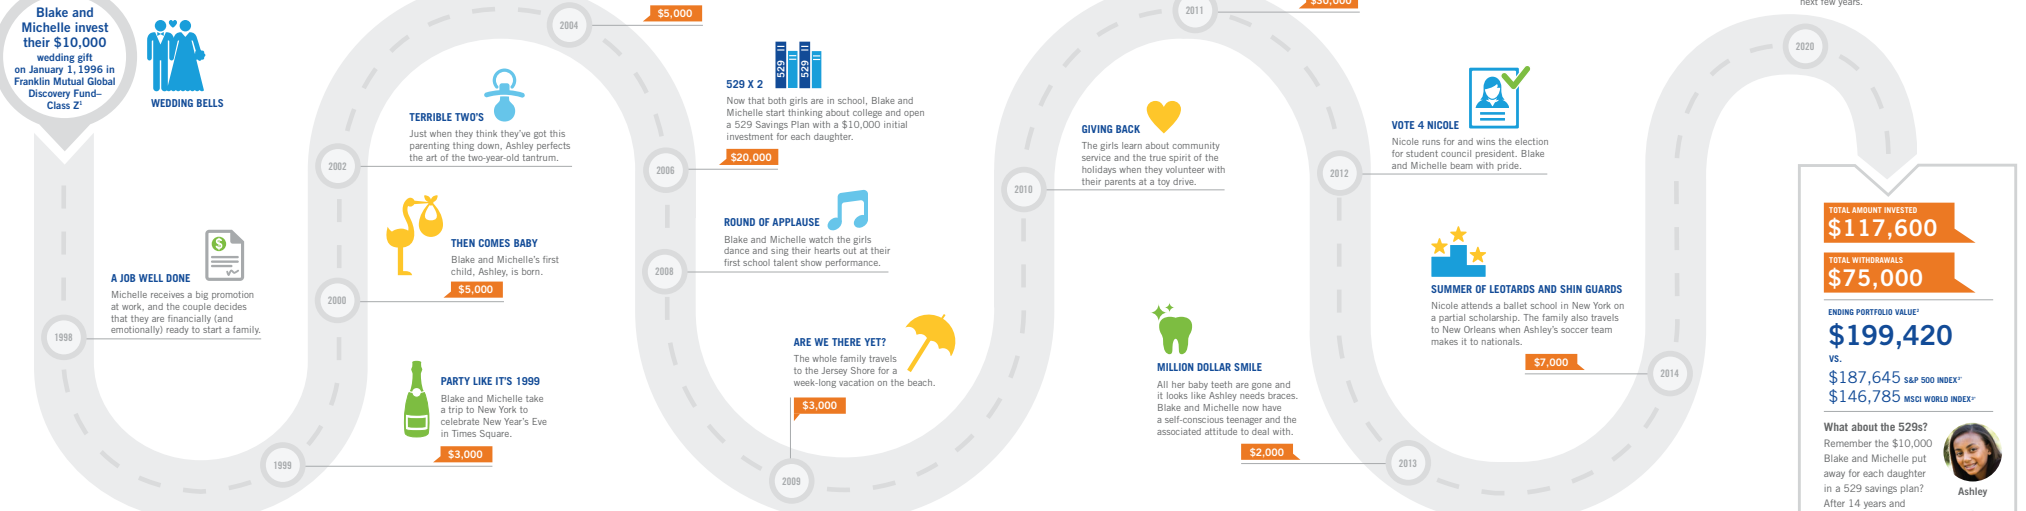 Blake and
Michelle invest
their $10,000
wedding gift
on January 1, 1996 in
Franklin Mutual Global
Discovery Fund–
Class Z¹
WEDDING BELLS
1998
A JOB WELL DONE
Michelle receives a big promotion
at work, and the couple decides
that they are financially (and
emotionally) ready to start a family.
1999
PARTY LIKE IT'S 1999
Blake and Michelle take
a trip to New York to
celebrate New Year's Eve
in Times Square.
$3,000
2000
THEN COMES BABY
Blake and Michelle's first
child, Ashley, is born.
$5,000
2002
TERRIBLE TWO'S
Just when they think they've got this
parenting thing down, Ashley perfects
the art of the two-year-old tantrum.
2004
$5,000
2006
529 529
529 X 2
Now that both girls are in school, Blake and
Michelle start thinking about college and open
a 529 Savings Plan with a $10,000 initial
investment for each daughter.
$20,000
2008
ROUND OF APPLAUSE
Blake and Michelle watch the girls
dance and sing their hearts out at their
first school talent show performance.
2009
ARE WE THERE YET?
The whole family travels
to the Jersey Shore for a
week-long vacation on the beach.
$3,000
2010
GIVING BACK
The girls learn about community
service and the true spirit of the
holidays when they volunteer with
their parents at a toy drive.
2011
$30,000
2012
VOTE 4 NICOLE
Nicole runs for and wins the election
for student council president. Blake
and Michelle beam with pride.
2013
MILLION DOLLAR SMILE
All her baby teeth are gone and
it looks like Ashley needs braces.
Blake and Michelle now have
a self-conscious teenager and the
associated attitude to deal with.
$2,000
2014
SUMMER OF LEOTARDS AND SHIN GUARDS
Nicole attends a ballet school in New York on
a partial scholarship. The family also travels
to New Orleans when Ashley's soccer team
makes it to nationals.
$7,000
2020
next few years.
TOTAL AMOUNT INVESTED
$117,600
TOTAL WITHDRAWALS
$75,000
ENDING PORTFOLIO VALUE²
$199,420
VS.
$187,645 S&P 500 INDEX
$146,785 MSCI WORLD INDEX
What about the 529s?
Remember the $10,000
Blake and Michelle put
away for each daughter
in a 529 savings plan?
After 14 years and
Ashley